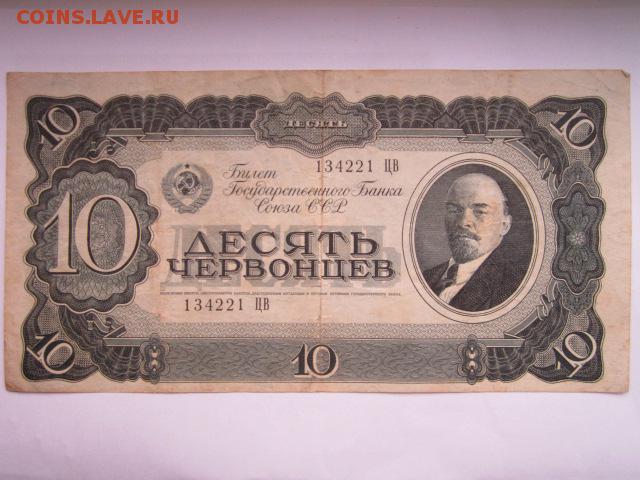 COINS.LAVE.RU
10
ДЕСЯТЬ
10
Билет 134221 ЦВ
Государственного Банка
Союза ССР
10
ДЕСЯТЬ
ДЕСЯТЬ
ЧЕРВОНЦЕВ
134221 ЦВ
10
10
10